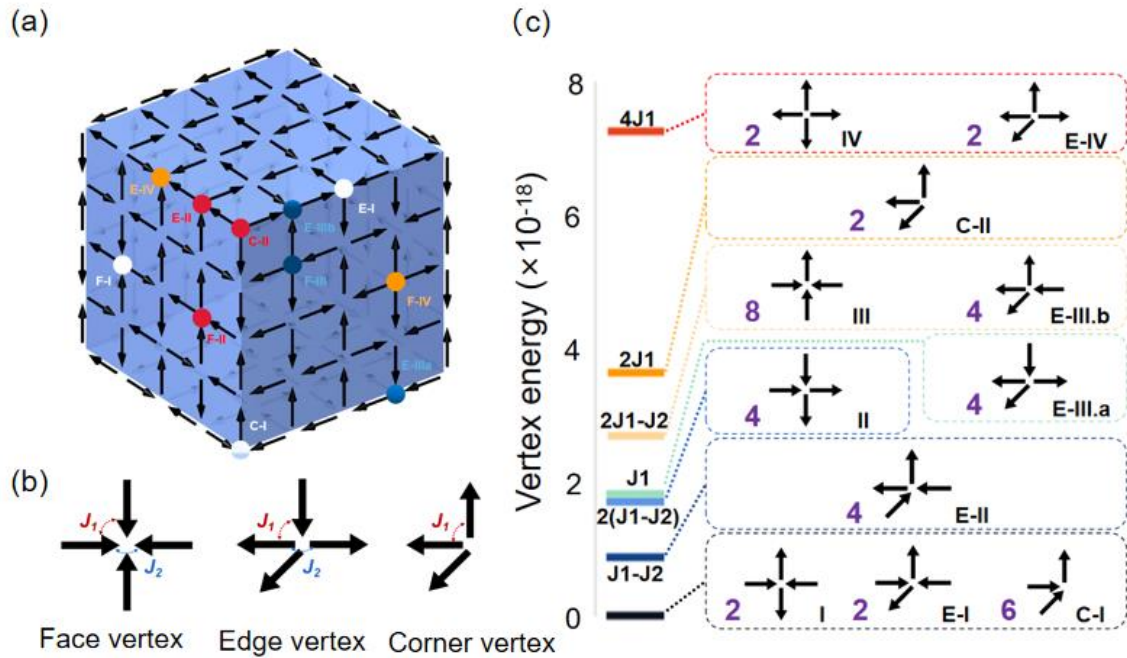 (a)
E-IV
E-II
C-II
E-IIIb
E-I
F-I
F-III
F-IV
F-II
E-IIIa
C-I
(b)
J1
J2
Face vertex
J1
J2
Edge vertex
J1
Corner vertex
(c)
Vertex energy (×10-18)
8
6
4
2
0
4J1
2J1
2J1-J2
J1
2(J1-J2)
J1-J2
2 IV
2 E-IV
2 C-II
8 III
4 E-III.b
4 II
4 E-III.a
4 E-II
2 I
2 E-I
6 C-I